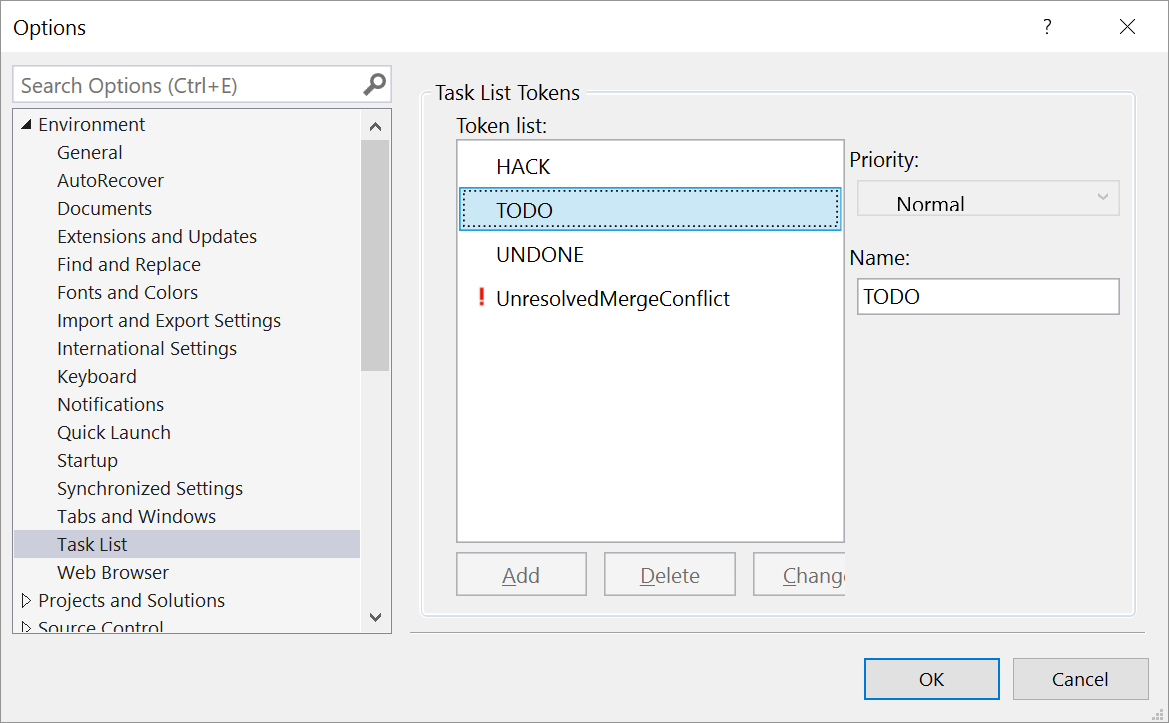 Options
?
Search Options (Ctrl+E)
Environment
General
AutoRecover
Documents
Extensions and Updates
Find and Replace
Fonts and Colors
Import and Export Settings
International Settings
Keyboard
Notifications
Quick Launch
Startup
Synchronized Settings
Tabs and Windows
Task List
Web Browser
Projects and Solutions
Source Control
Task List Tokens
Token list:
HACK
TODO
UNDONE
! UnresolvedMergeConflict
Add
Delete
Chang
Priority:
Normal
Name:
TODO
OK
Cancel